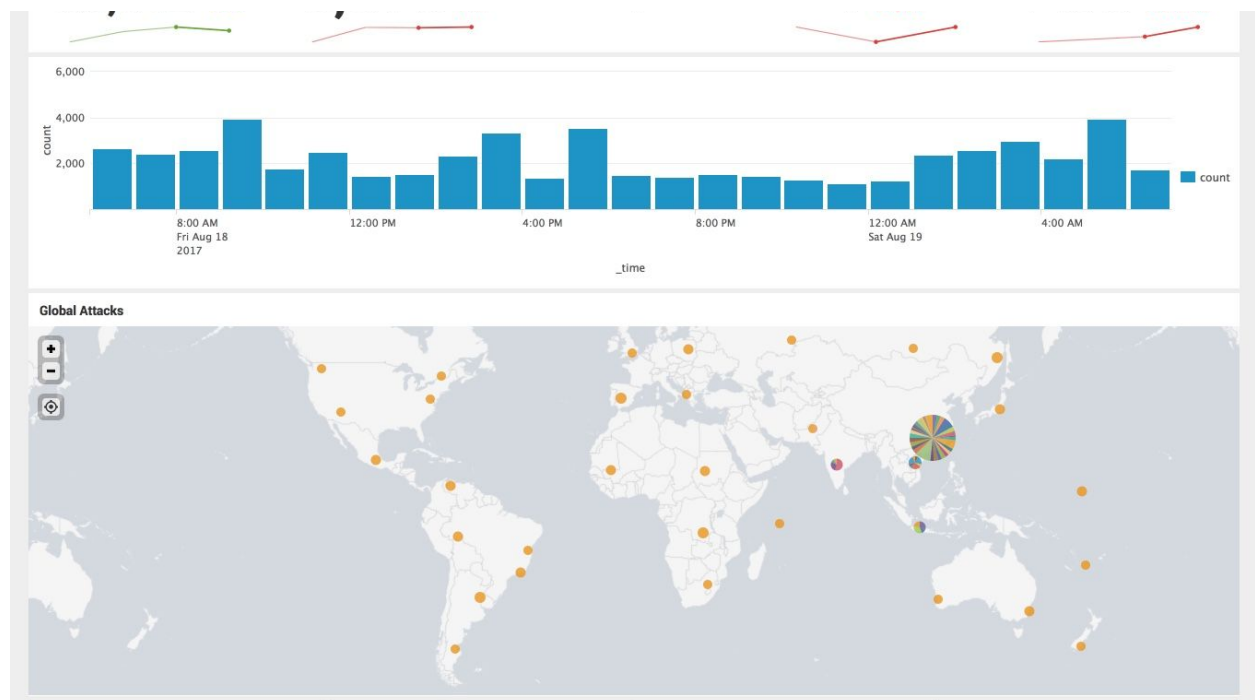 6,000
4,000
2,000
count
count
8:00 AM
Fri Aug 18
2017
12:00 PM
4:00 PM
8:00 PM
12:00 AM
Sat Aug 19
4:00 AM
_time
Global Attacks
+
-